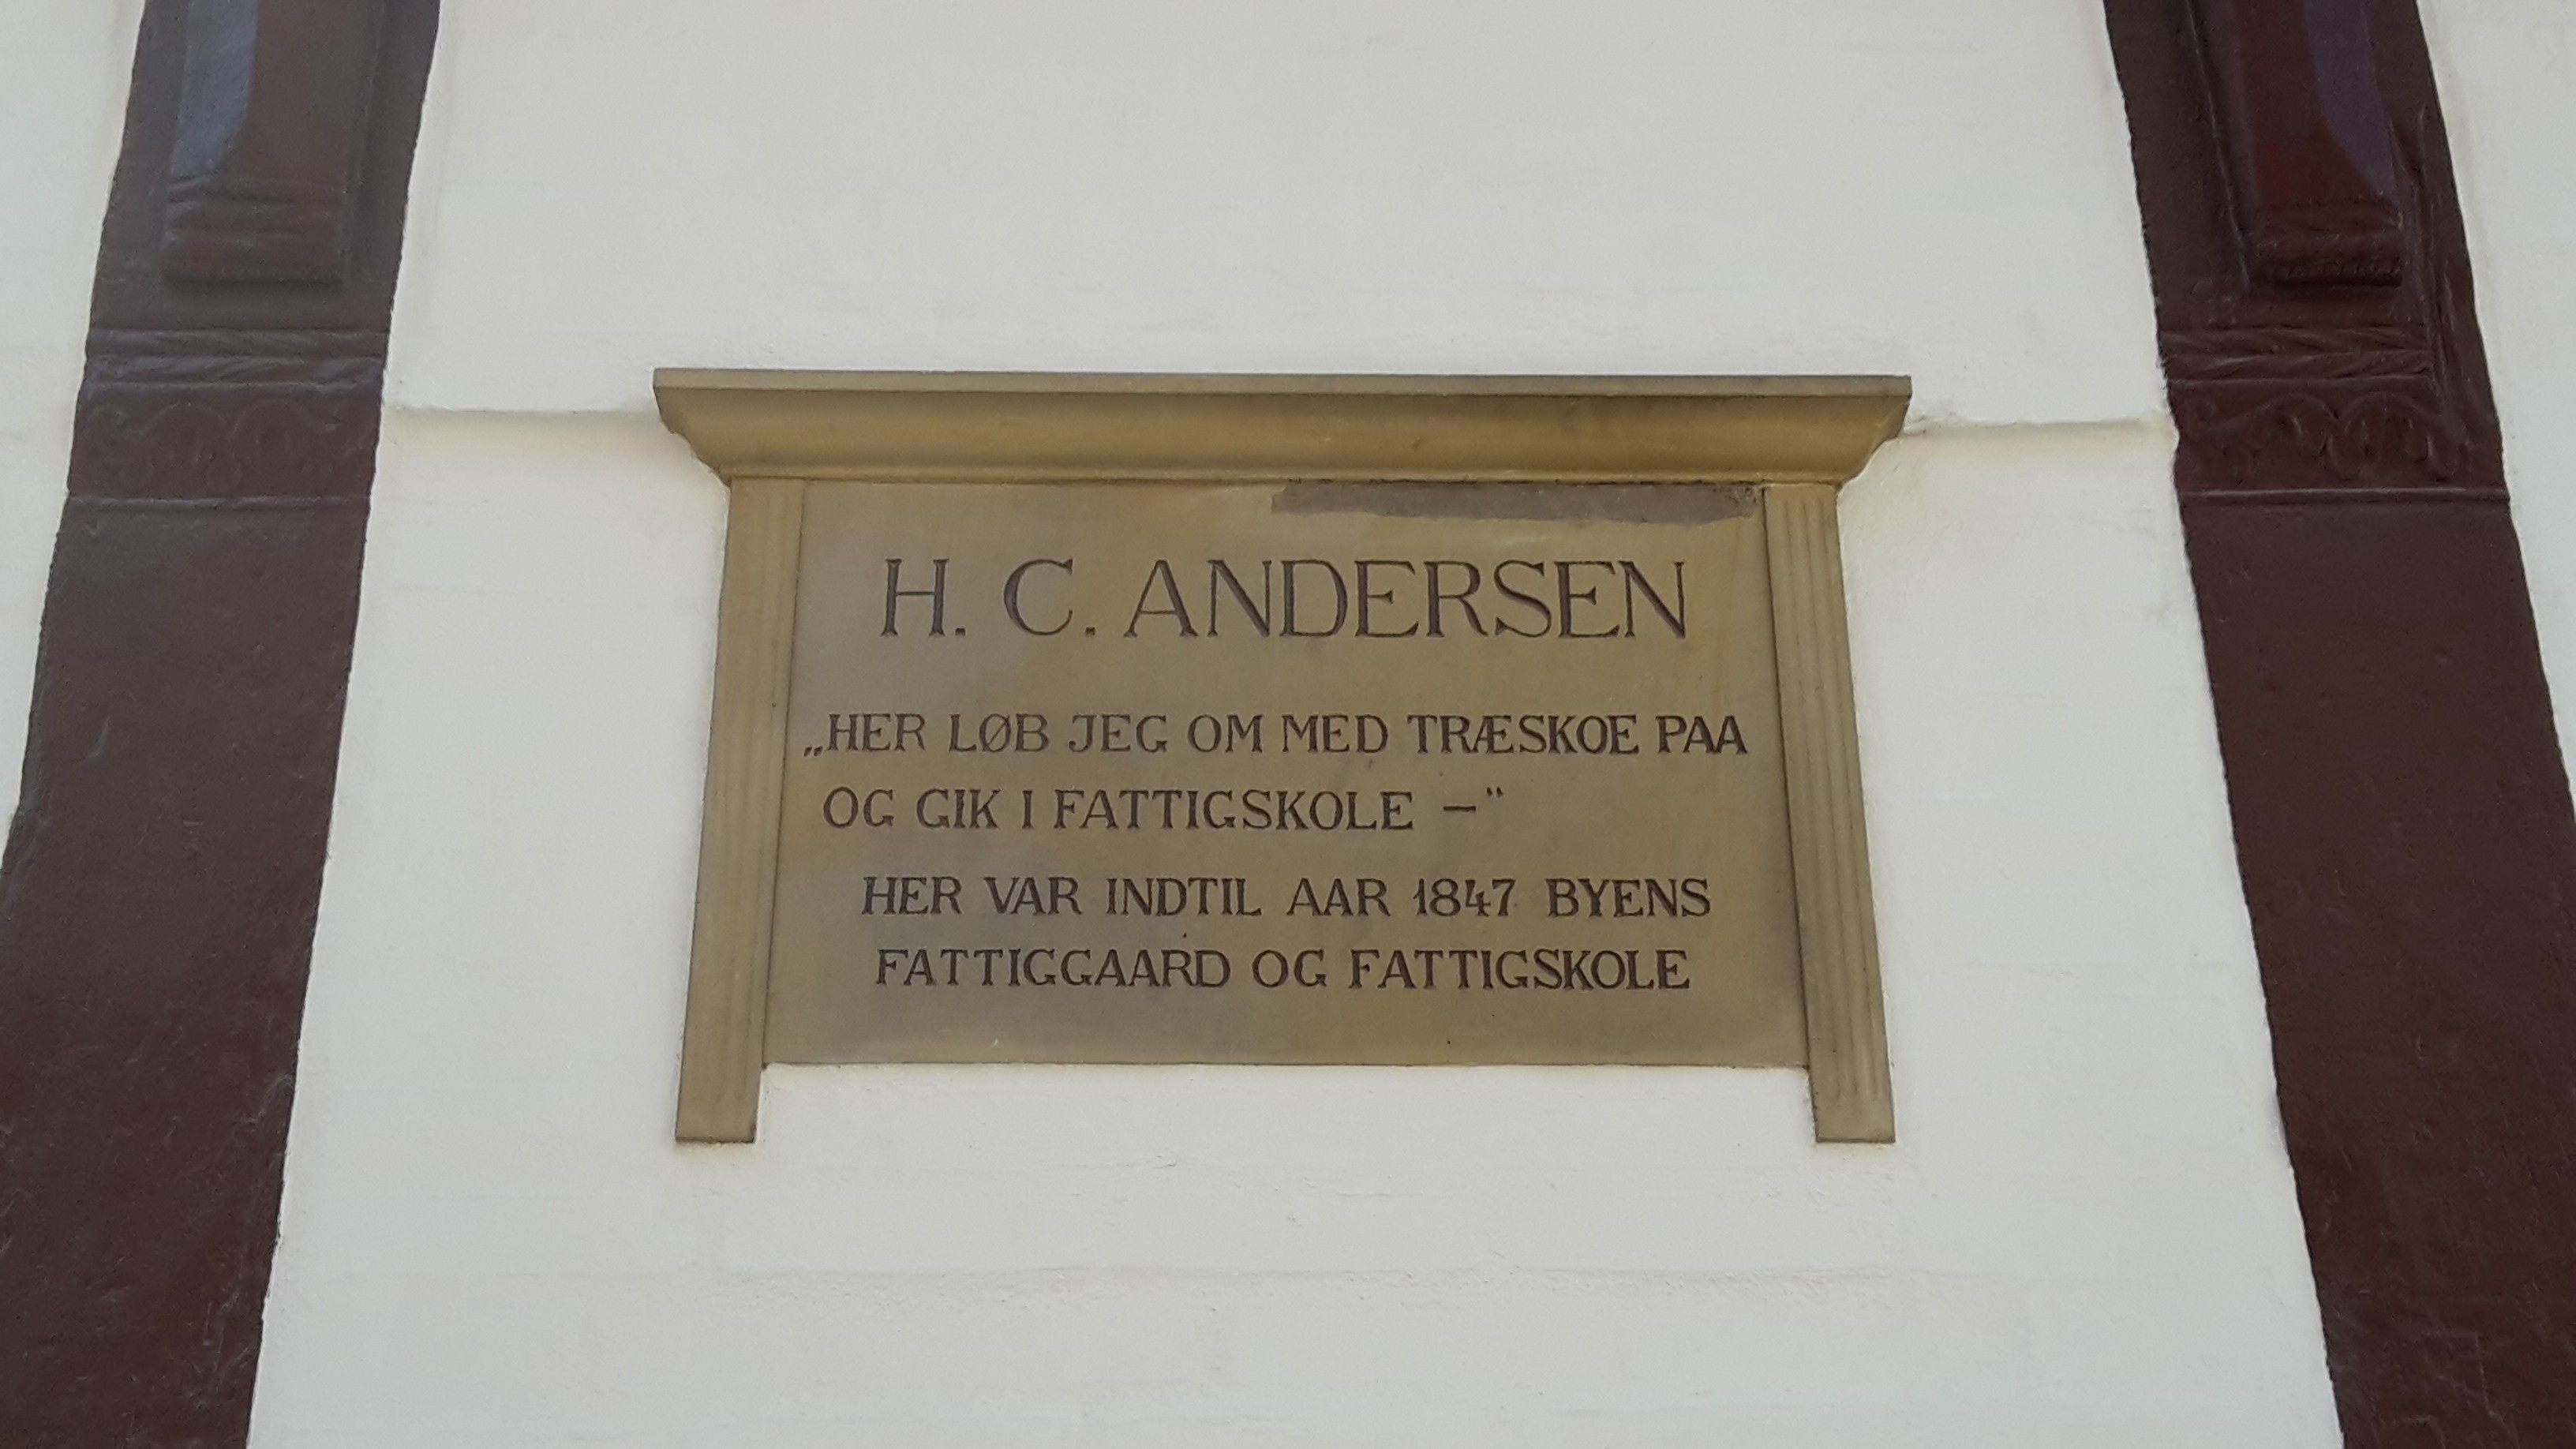 H. C. ANDERSEN
„HER LØB JEG OM MED TRÆSKOE PAA
OG GIK I FATTIGSKOLE –“
HER VAR INDTIL AAR 1847 BYENS
FATTIGGAARD OG FATTIGSKOLE